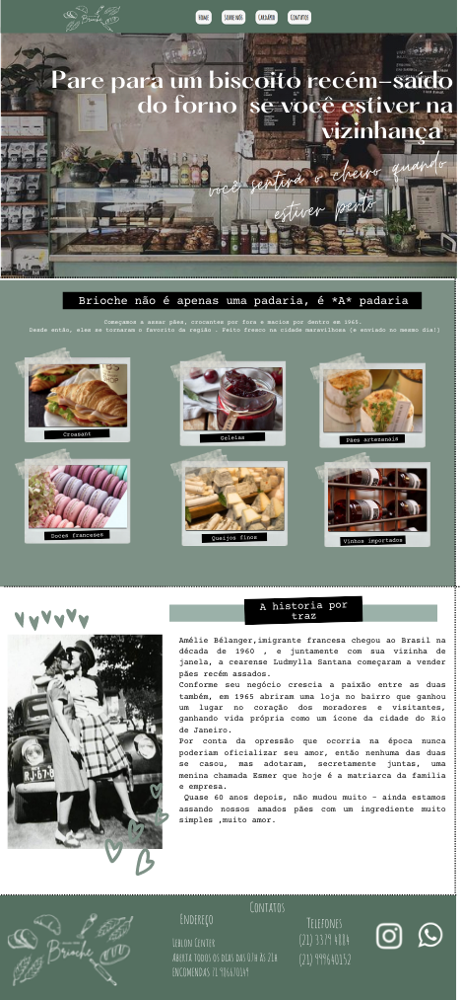 Brioche
HOME SOBRE NÓS CARDÁPIO CONTATOS
Pare para um biscoito recém-saído
do forno se você estiver na
vizinhança
você sentirá o cheiro quando
estiver perto
Brioche não é apenas uma padaria, é *A* padaria
Começamos a assar pães, crocantes por fora e macios por dentro em 1965.
Desde então, eles se tornaram o favorito da região . Feito fresco na cidade maravilhosa (e enviado no mesmo dia!)
Croasant
Geleias
Pães artezanais
Doces franceses
Queijos finos
Vinhos importados
A historia por
traz
Amélie Bélanger,imigrante francesa chegou ao Brasil na
década de 1960 , e juntamente com sua vizinha de
janela, a cearense Ludmylla Santana começaram a vender
pães recém assados.
Conforme seu negócio crescia a paixão entre as duas
também, em 1965 abriram uma loja no bairro que ganhou
um lugar no coração dos moradores e visitantes,
ganhando vida própria como um ícone da cidade do Rio
de Janeiro.
Por conta da opressão que ocorria na época nunca
poderiam oficializar seu amor, então nenhuma das duas
se casou, mas adotaram, secretamente juntas, uma
menina chamada Esmer que hoje é a matriarca da familia
e empresa.
Quase 60 anos depois, não mudou muito - ainda estamos
assando nossos amados pães com um ingrediente muito
simples ,muito amor.
Brioche
Contatos
Endereço
Leblon Center
Aberta todos os dias das 07h às 21h
ENCOMENDAS 21 986670149
Telefones
(21) 3379 4884
(21) 999640152